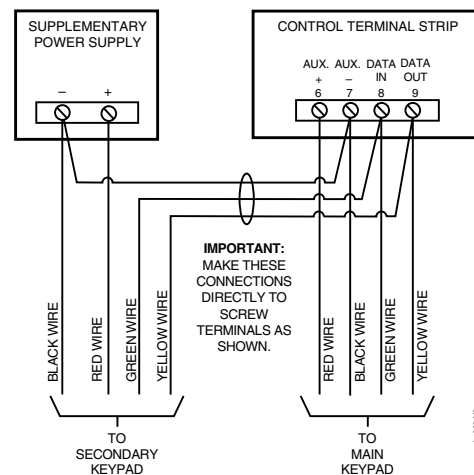 SUPPLEMENTARY
POWER SUPPLY
– +
CONTROL TERMINAL STRIP
AUX. AUX. DATA DATA
+ – IN OUT
6 7 8 9
IMPORTANT:
MAKE THESE
CONNECTIONS
DIRECTLY TO
SCREW
TERMINALS AS
SHOWN.
BLACK WIRE
RED WIRE
GREEN WIRE
YELLOW WIRE
RED WIRE
BLACK WIRE
GREEN WIRE
YELLOW WIRE
TO
SECONDARY
KEYPAD
TO
MAIN
KEYPAD